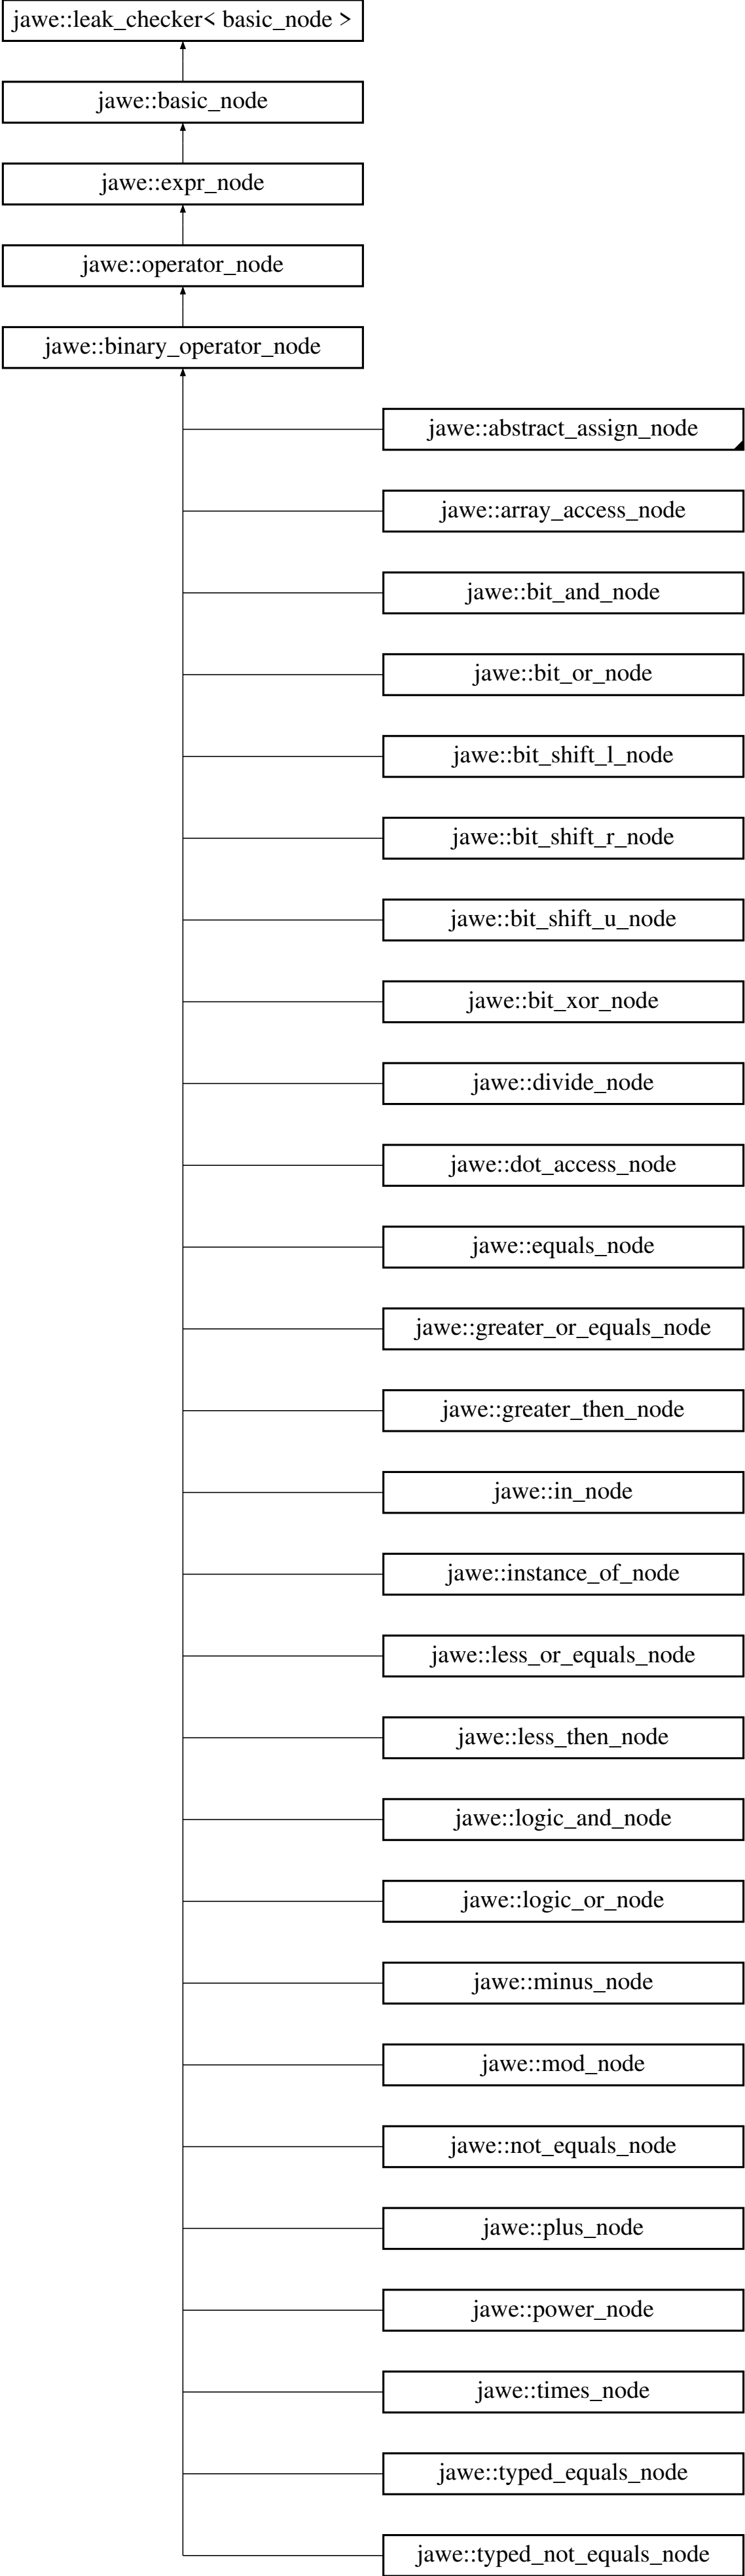 jawe::leak_checker< basic_node >
jawe::basic_node
jawe::expr_node
jawe::operator_node
jawe::binary_operator_node
jawe::abstract_assign_node
jawe::array_access_node
jawe::bit_and_node
jawe::bit_or_node
jawe::bit_shift_l_node
jawe::bit_shift_r_node
jawe::bit_shift_u_node
jawe::bit_xor_node
jawe::divide_node
jawe::dot_access_node
jawe::equals_node
jawe::greater_or_equals_node
jawe::greater_then_node
jawe::in_node
jawe::instance_of_node
jawe::less_or_equals_node
jawe::less_then_node
jawe::logic_and_node
jawe::logic_or_node
jawe::minus_node
jawe::mod_node
jawe::not_equals_node
jawe::plus_node
jawe::power_node
jawe::times_node
jawe::typed_equals_node
jawe::typed_not_equals_node